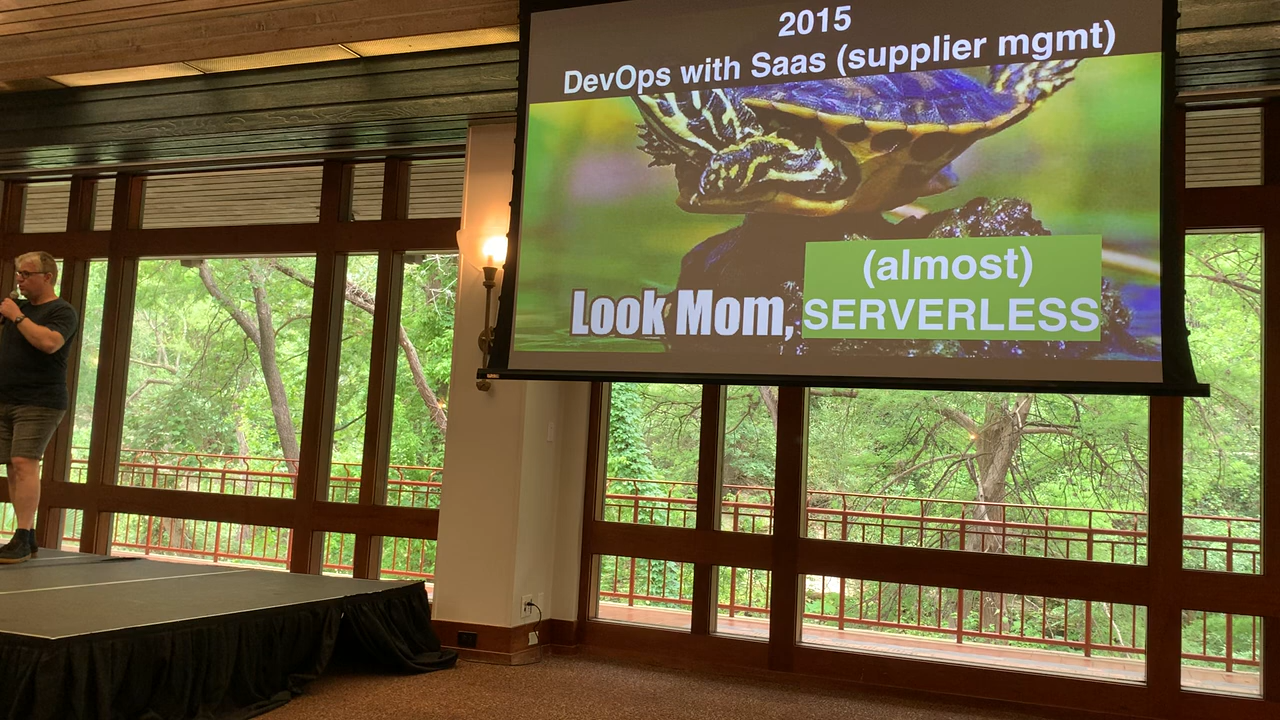 2015
DevOps with Saas (supplier mgmt)
(almost)
Look Mom, SERVERLESS